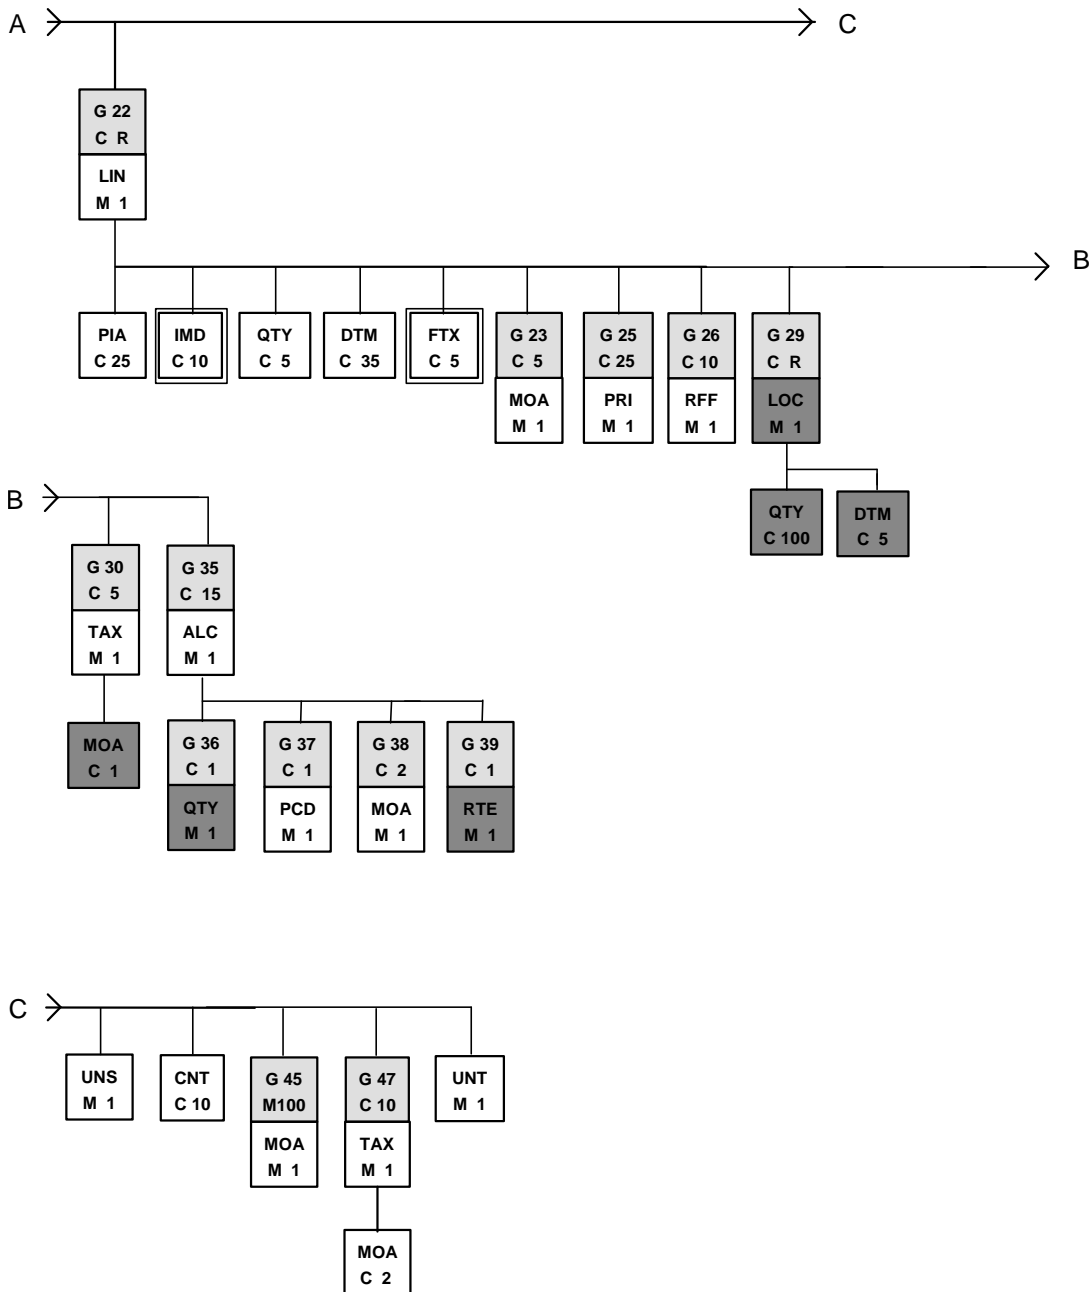 A
C
G 22
C R
LIN
M 1
B
PIA
C 25
IMD
C 10
QTY
C 5
DTM
C 35
FTX
C 5
G 23
C 5
MOA
M 1
G 25
C 25
PRI
M 1
G 26
C 10
RFF
M 1
G 29
C R
LOC
M 1
QTY
C 100
DTM
C 5
B
G 30
C 5
TAX
M 1
MOA
C 1
G 35
C 15
ALC
M 1
G 36
C 1
QTY
M 1
G 37
C 1
PCD
M 1
G 38
C 2
MOA
M 1
G 39
C 1
RTE
M 1
C
UNS
M 1
CNT
C 10
G 45
M100
MOA
M 1
G 47
C 10
TAX
M 1
MOA
C 2
UNT
M 1